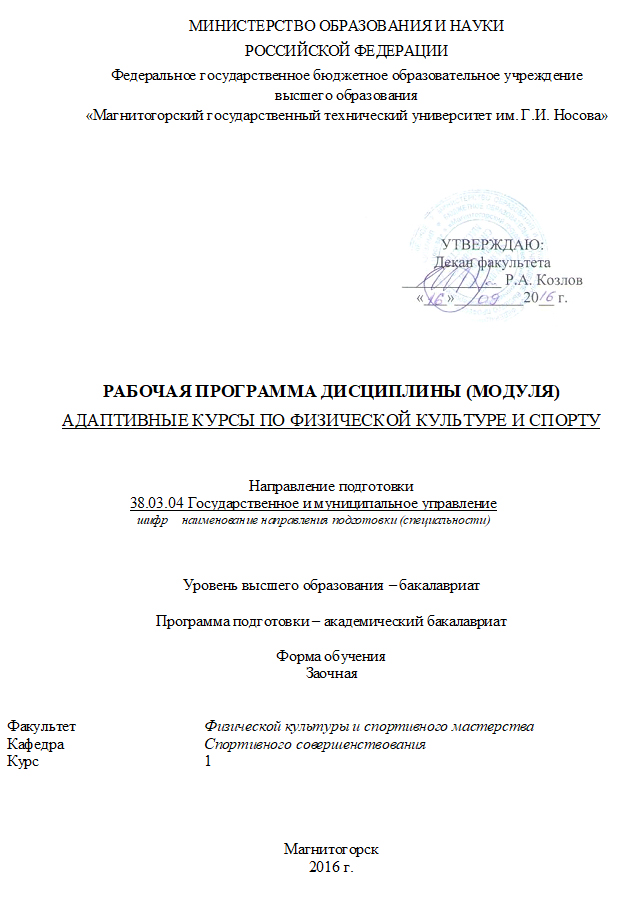 МИНИСТЕРСТВО ОБРАЗОВАНИЯ И НАУКИ
РОССИЙСКОЙ ФЕДЕРАЦИИ
Федеральное государственное бюджетное образовательное учреждение
высшего образования
«Магнитогорский государственный технический университет им. Г.И. Носова»
УТВЕРЖДАЮ:
Декан факультета
Р.А. Козлов
«16» 09 2016 г.
РАБОЧАЯ ПРОГРАММА ДИСЦИПЛИНЫ (МОДУЛЯ)
АДАПТИВНЫЕ КУРСЫ ПО ФИЗИЧЕСКОЙ КУЛЬТУРЕ И СПОРТУ
Направление подготовки
38.03.04 Государственное и муниципальное управление
шифр наименование направления подготовки (специальности)
Уровень высшего образования – бакалавриат
Программа подготовки – академический бакалавриат
Форма обучения
Заочная
Факультет Физической культуры и спортивного мастерства
Кафедра Спортивного совершенствования
Курс 1
Магнитогорск
2016 г.